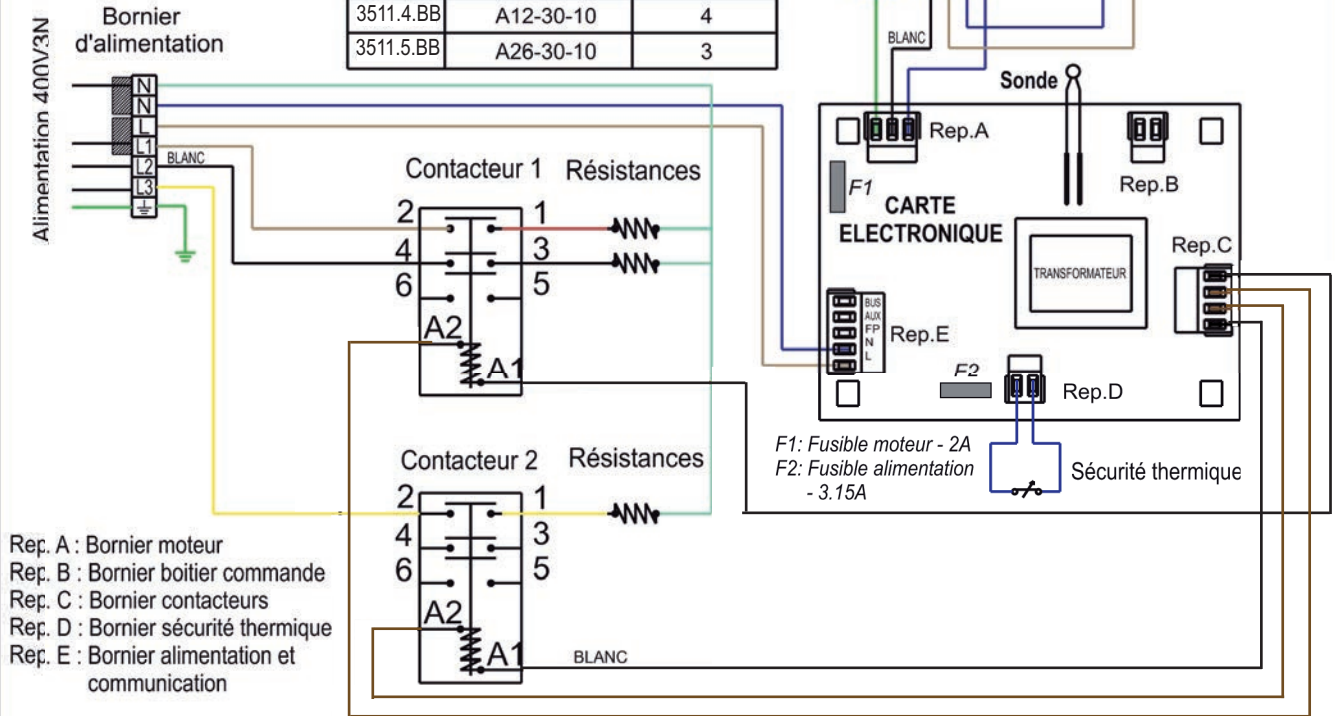 Alimentation 400V3N
Bornier
d'alimentation
3511.4.BB A12-30-10 4
3511.5.BB A26-30-10 3
BLANC
N
N
L
L1
L2
L3
BLANC
Contacteur 1
Résistances
2 1
4 3
6 5
A2
A1
Contacteur 2
Résistances
2 1
4 3
6 5
A2
A1
BLANC
Sonde
Rep.A
Rep.B
F1
CARTE
ELECTRONIQUE
TRANSFORMATEUR
Rep.C
BUS
AUX
FP
N
L
Rep.E
F2
Rep.D
F1: Fusible moteur - 2A
F2: Fusible alimentation
- 3.15A
Sécurité thermique
Rep. A : Bornier moteur
Rep. B : Bornier boitier commande
Rep. C : Bornier contacteurs
Rep. D : Bornier sécurité thermique
Rep. E : Bornier alimentation et
communication